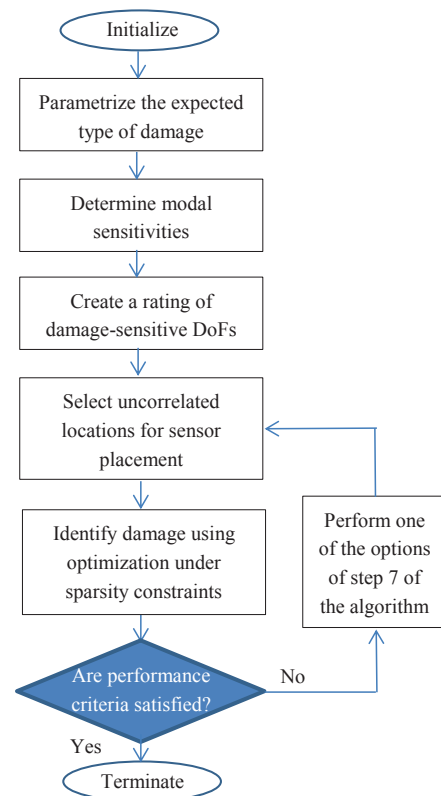 Initialize
Parametrize the expected
type of damage
Determine modal
sensitivities
Create a rating of
damage-sensitive DoFs
Select uncorrelated
locations for sensor
placement
Identify damage using
optimization under
sparsity constraints
Perform one
of the options
of step 7 of
the algorithm
Are performance
criteria satisfied?
No
Yes
Terminate